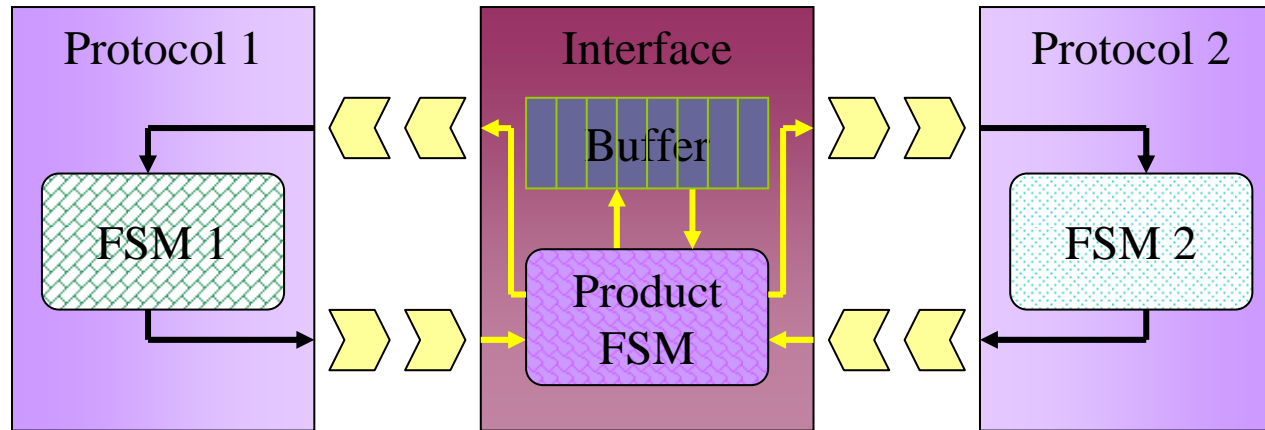 Protocol 1
Interface
Protocol 2
Buffer
FSM 1
Product
FSM
FSM 2